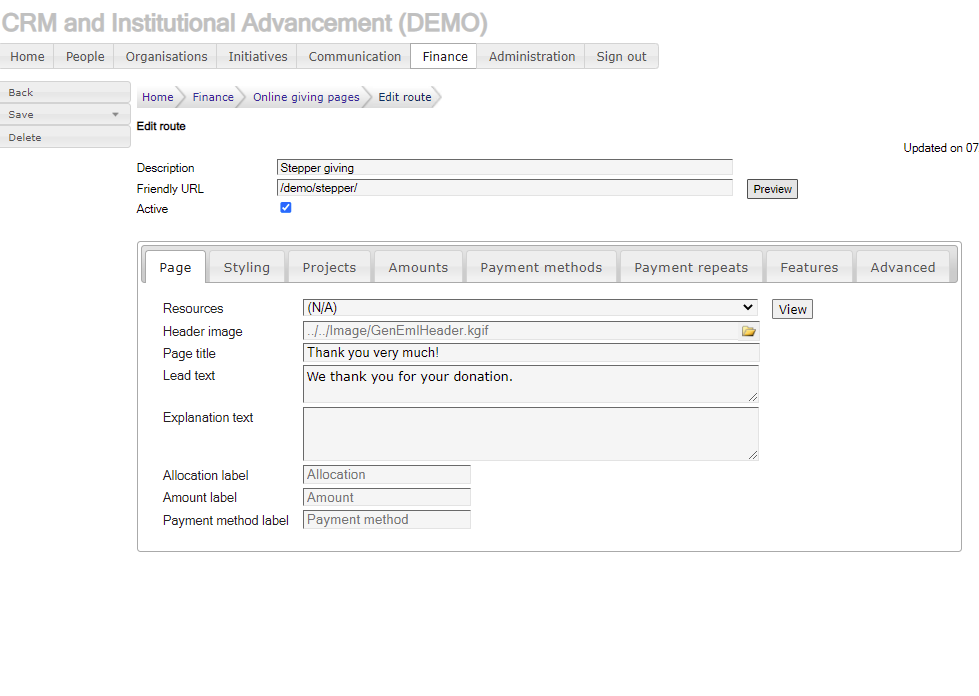 CRM and Institutional Advancement (DEMO)
Home People Organisations Initiatives Communication Finance Administration Sign out
Back
Save
Delete
Home Finance Online giving pages Edit route
Edit route
Updated on 07
Description Stepper giving
Friendly URL /demo/stepper/ Preview
Active
Page Styling Projects Amounts Payment methods Payment repeats Features Advanced
Resources (N/A) View
Header image ../../Image/GenEmlHeader.kgif
Page title Thank you very much!
Lead text We thank you for your donation.
Explanation text
Allocation label Allocation
Amount label Amount
Payment method label Payment method